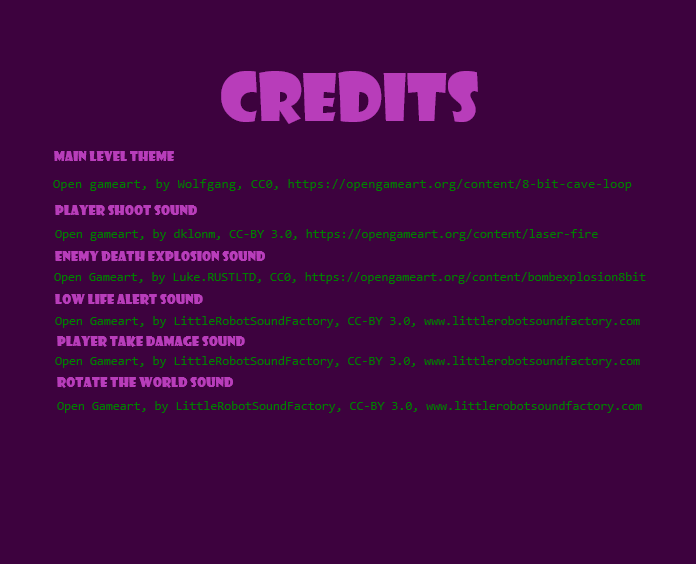 CREDITS
MAIN LEVEL THEME
Open gameart, by Wolfgang, CC0, https://opengameart.org/content/8-bit-cave-loop
PLAYER SHOOT SOUND
Open gameart, by dklonm, CC-BY 3.0, https://opengameart.org/content/laser-fire
ENEMY DEATH EXPLOSION SOUND
Open Gameart, by Luke.RUSTLTD, CC0, https://opengameart.org/content/bombexplosion8bit
LOW LIFE ALERT SOUND
Open Gameart, by LittleRobotSoundFactory, CC-BY 3.0, www.littlerobotsoundfactory.com
PLAYER TAKE DAMAGE SOUND
Open Gameart, by LittleRobotSoundFactory, CC-BY 3.0, www.littlerobotsoundfactory.com
ROTATE THE WORLD SOUND
Open Gameart, by LittleRobotSoundFactory, CC-BY 3.0, www.littlerobotsoundfactory.com